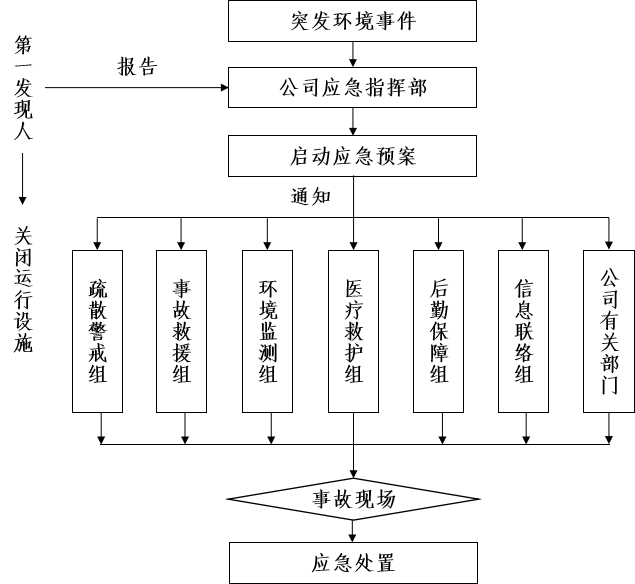 突发环境事件
第一发现人
报告
公司应急指挥部
启动应急预案
通知
关闭运行设施
疏散警戒组
事故救援组
环境监测组
医疗救护组
后勤保障组
信息联络组
公司有关部门
事故现场
应急处置